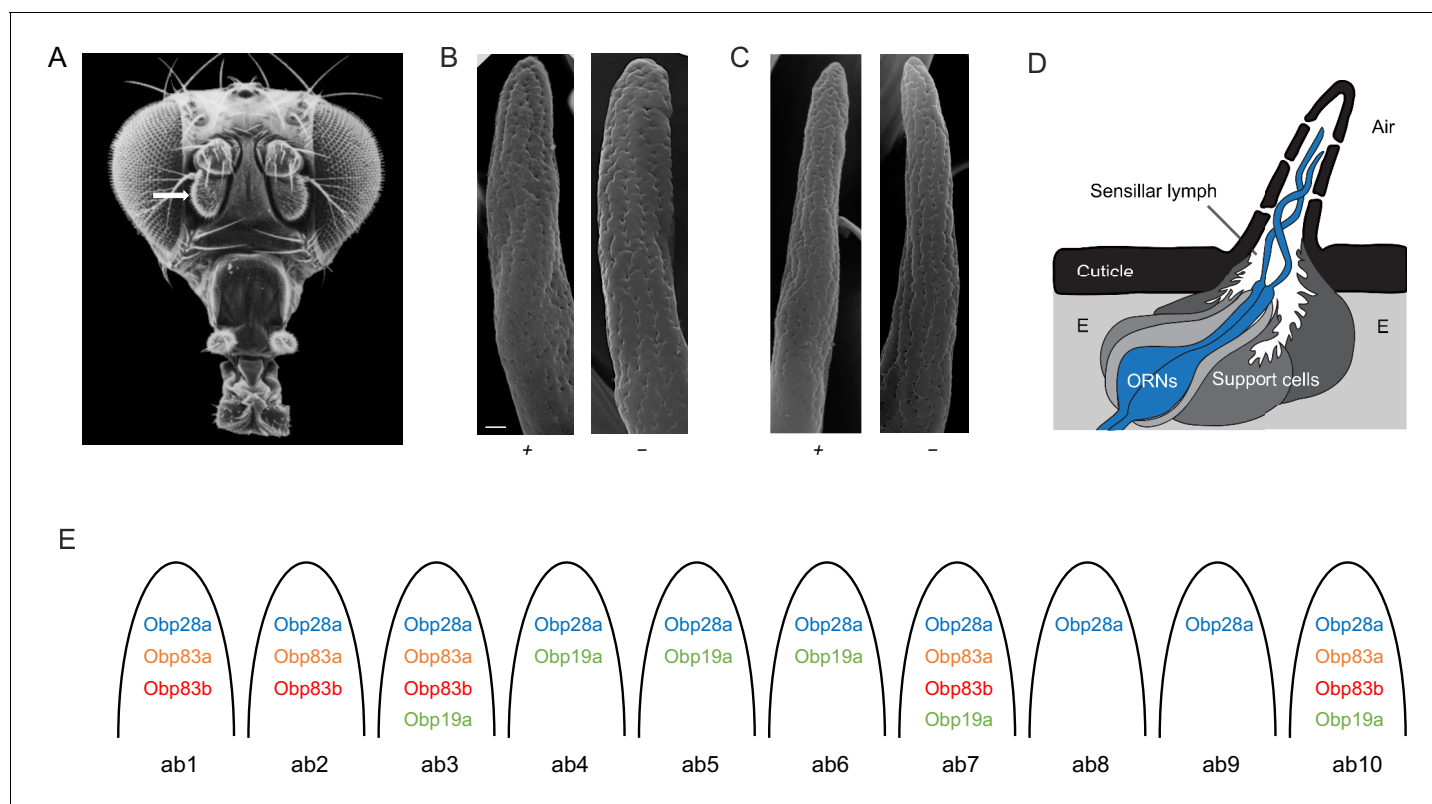 A
B
C
D
+
−
+
−
Air
Sensillar lymph
Cuticle
E
E
ORNs
Support cells
E
Obp28a
Obp83a
Obp83b
ab1
Obp28a
Obp83a
Obp83b
ab2
Obp28a
Obp83a
Obp83b
Obp19a
ab3
Obp28a
Obp19a
ab4
Obp28a
Obp19a
ab5
Obp28a
Obp19a
ab6
Obp28a
Obp83a
Obp83b
Obp19a
ab7
Obp28a
ab8
Obp28a
ab9
Obp28a
Obp83a
Obp83b
Obp19a
ab10